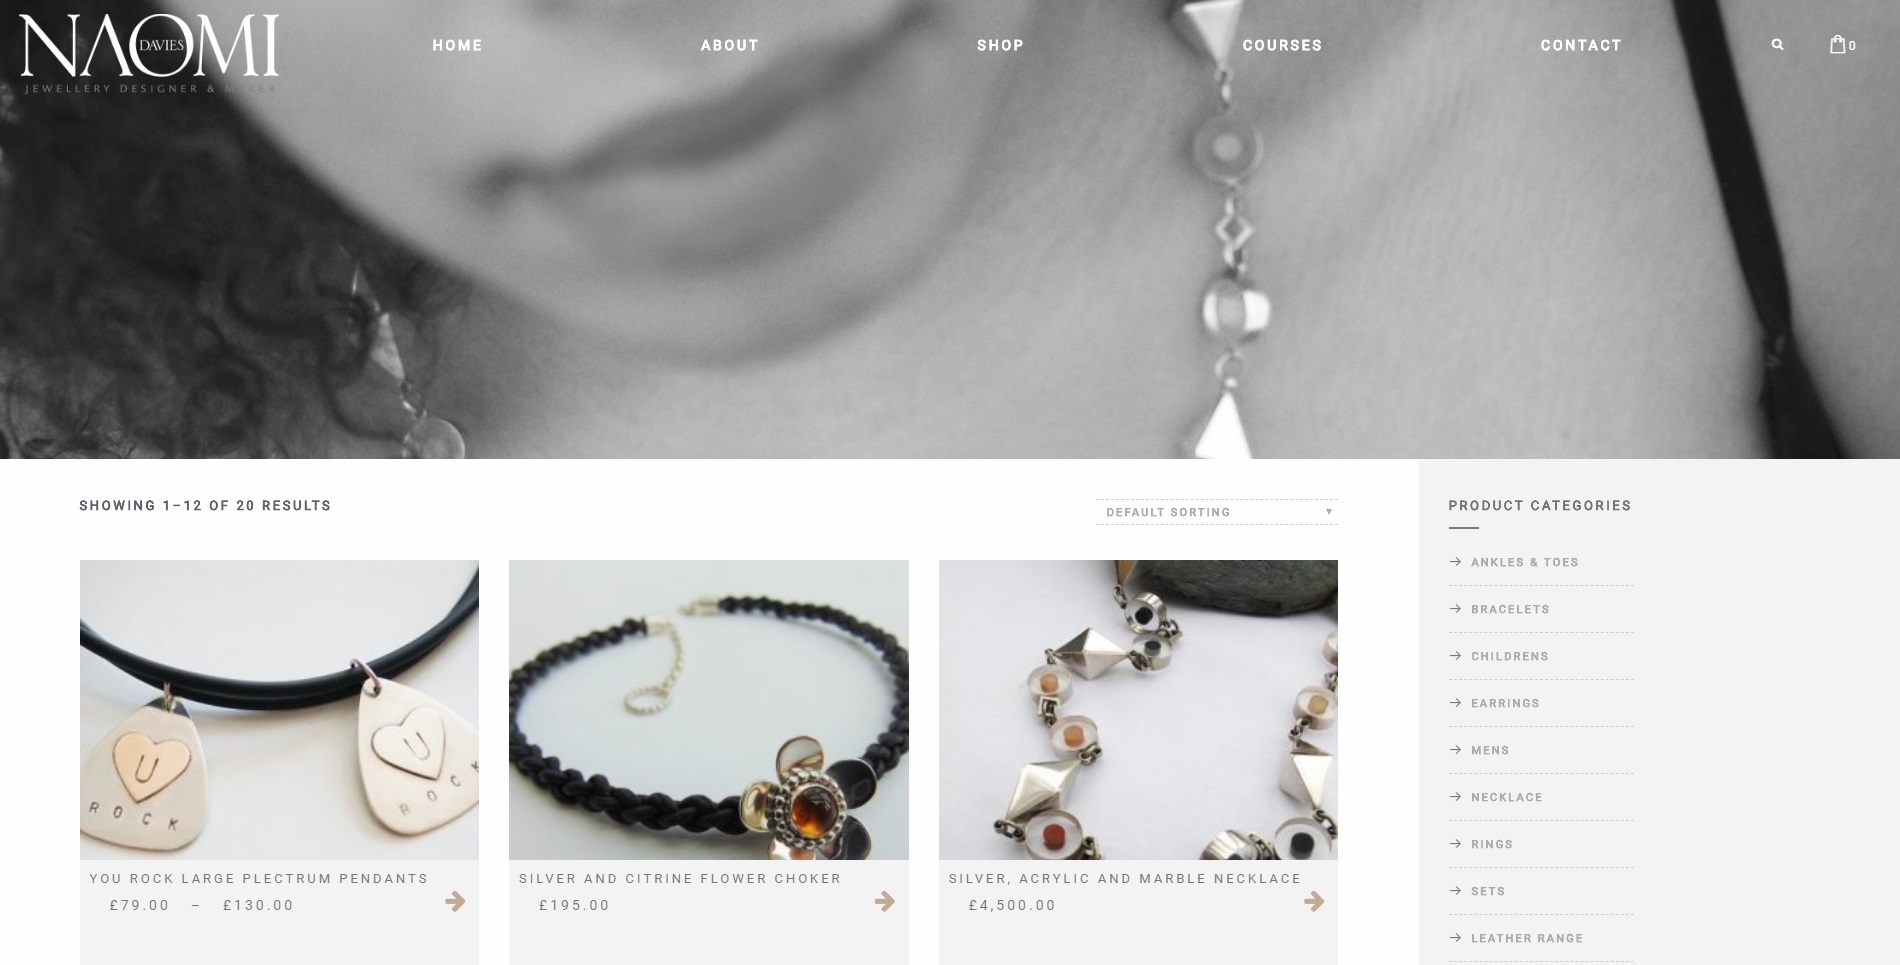 NAOMI
DAVIES
JEWELLERY DESIGNER & MAKER
HOME
ABOUT
SHOP
COURSES
CONTACT
0
SHOWING 1–12 OF 20 RESULTS
DEFAULT SORTING
U
ROCK
U
ROCK
YOU ROCK LARGE PLECTRUM PENDANTS
£79.00 – £130.00
SILVER AND CITRINE FLOWER CHOKER
£195.00
SILVER, ACRYLIC AND MARBLE NECKLACE
£4,500.00
PRODUCT CATEGORIES
ANKLES & TOES
BRACELETS
CHILDRENS
EARRINGS
MENS
NECKLACE
RINGS
SETS
LEATHER RANGE